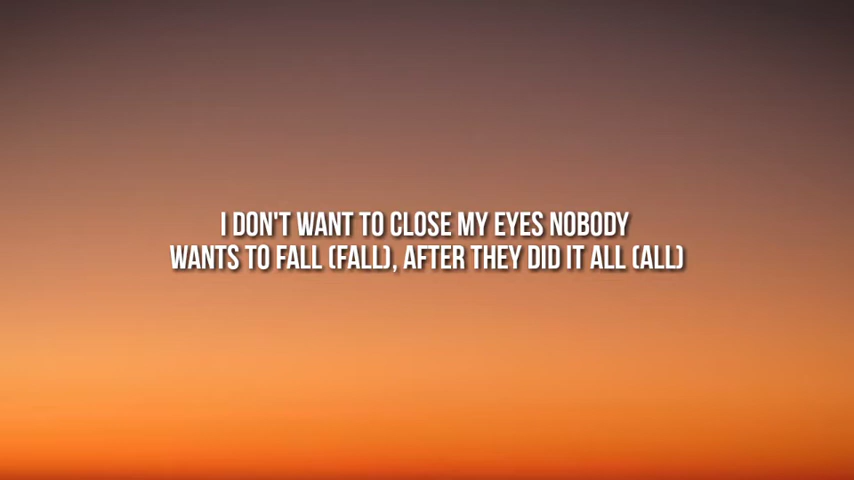 I DON'T WANT TO CLOSE MY EYES NOBODY
WANTS TO FALL (FALL), AFTER THEY DID IT ALL (ALL)